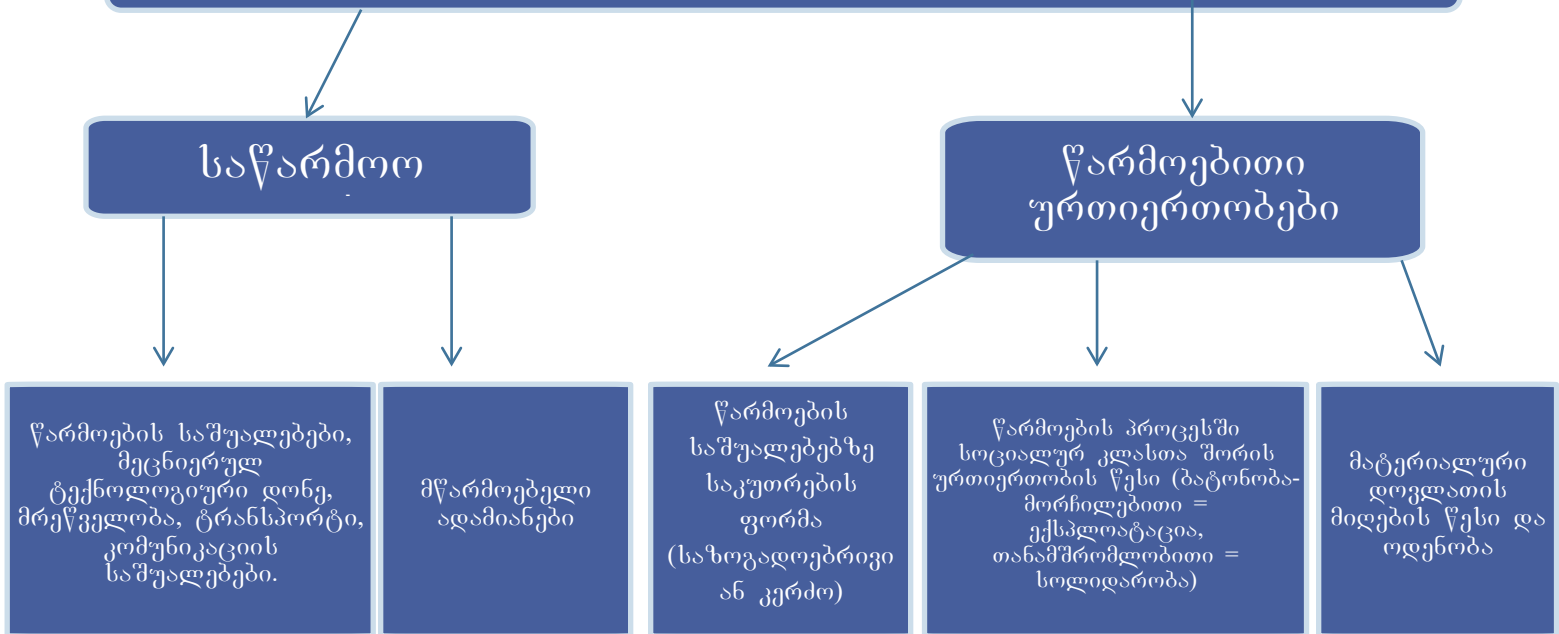 საწარმოო
წარმოებითი
ურთიერთობები
წარმოების საშუალებები,
მეცნიერულ
ტექნოლოგიური დონე,
მრეწველობა, ტრანსპორტი,
კომუნიკაციის
საშუალებები.
მწარმოებელი
ადამიანები
წარმოების
საშუალებებზე
საკუთრების
ფორმა
(საზოგადოებრივი
ან კერძო)
წარმოების პროცესში
სოციალურ კლასთა შორის
ურთიერთობის წესი (ბატონობა-
მორჩილებითი =
ექსპლოატაცია,
თანამშრომლობითი =
სოლიდარობა)
მატერიალური
დოვლათის
მიღების წესი და
ოდენობა